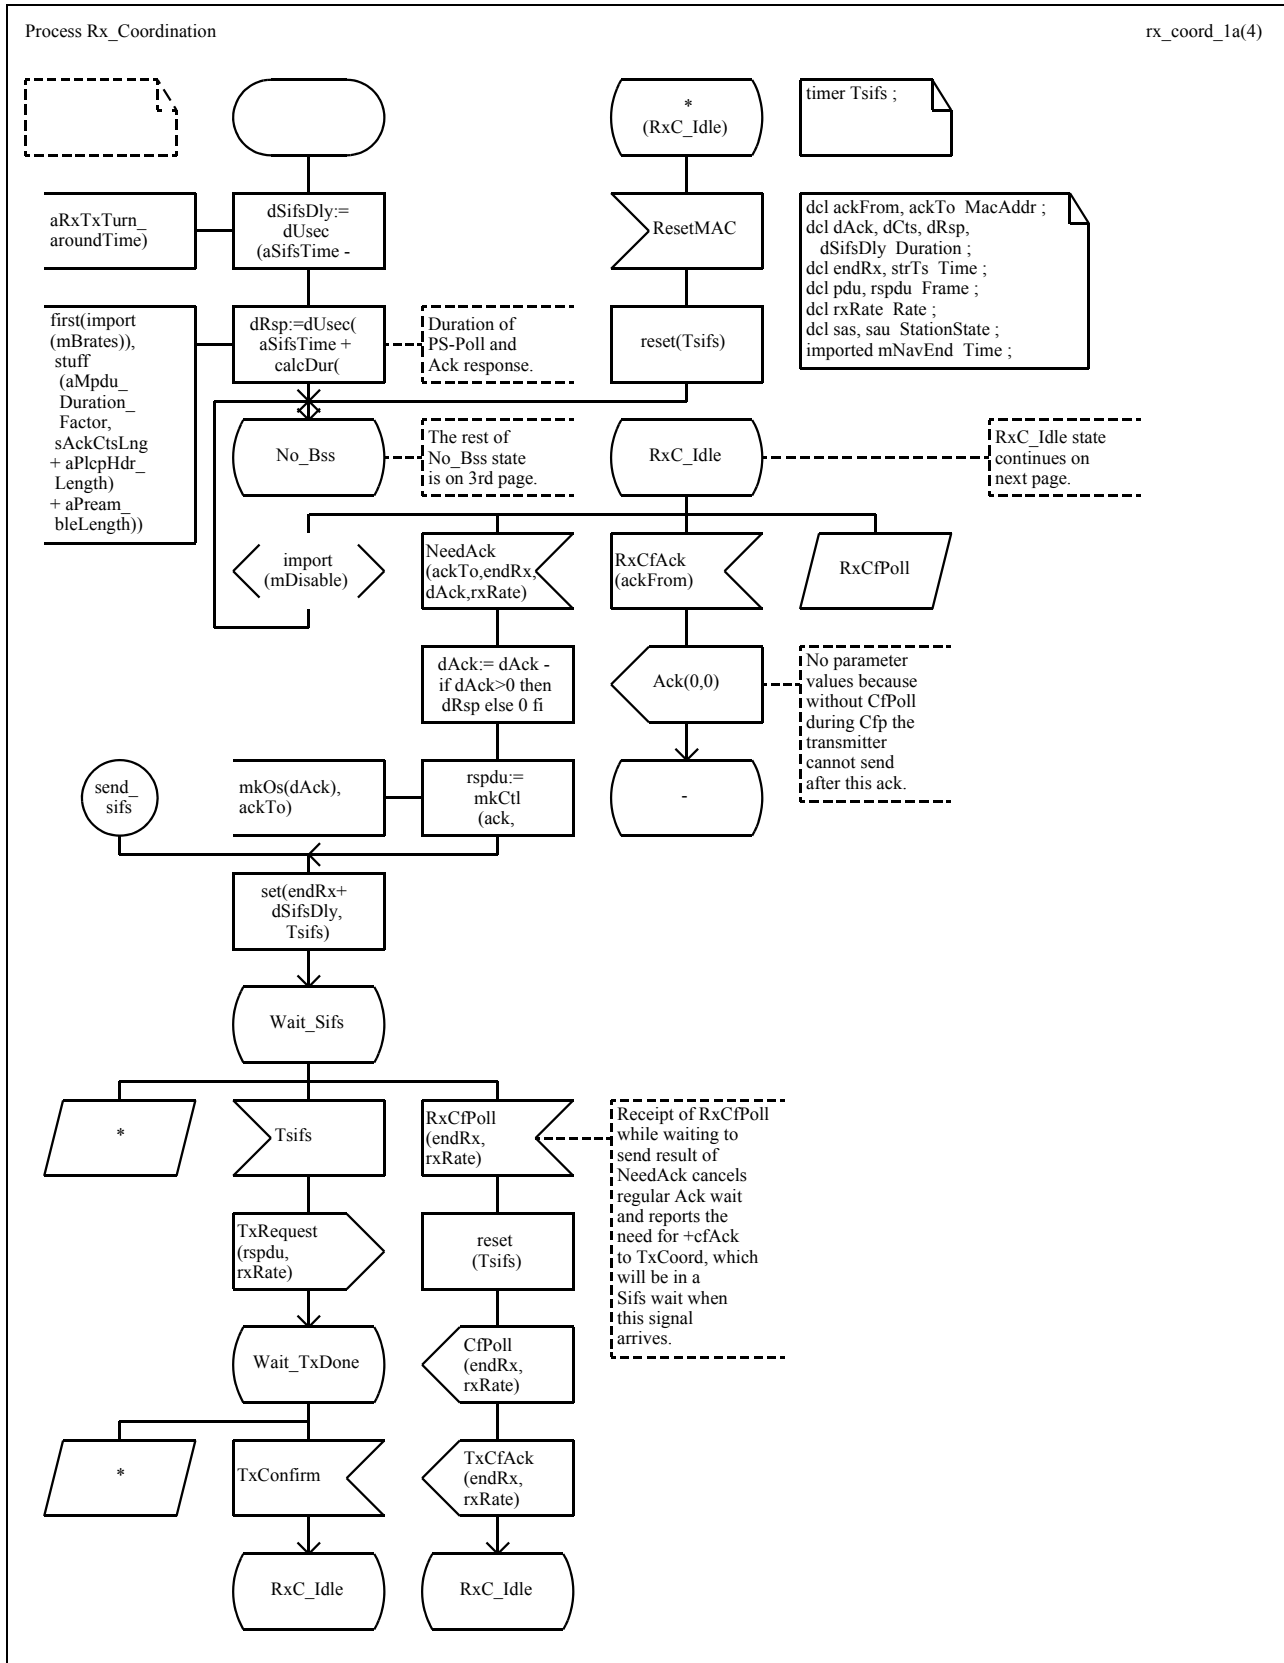 Process Rx_Coordination
rx_coord_1a(4)
*
(RxC_Idle)
timer Tsifs ;
aRxTxTurn_
aroundTime)
dSifsDly:=
dUsec
(aSifsTime -
ResetMAC
dcl ackFrom, ackTo MacAddr ;
dcl dAck, dCts, dRsp,
dSifsDly Duration ;
dcl endRx, strTs Time ;
dcl pdu, rspdu Frame ;
dcl rxRate Rate ;
dcl sas, sau StationState ;
imported mNavEnd Time ;
first(import
(mBrates)),
stuff
(aMpdu_
Duration_
Factor,
sAckCtsLng
+ aPlcpHdr_
Length)
+ aPream_
bleLength))
dRsp:=dUsec(
aSifsTime +
calcDur(
Duration of
PS-Poll and
Ack response.
reset(Tsifs)
No_Bss
The rest of
No_Bss state
is on 3rd page.
RxC_Idle
RxC_Idle state
continues on
next page.
import
(mDisable)
NeedAck
(ackTo,endRx,
dAck,rxRate)
RxCfAck
(ackFrom)
RxCfPoll
dAck:= dAck -
if dAck>0 then
dRsp else 0 fi
Ack(0,0)
No parameter
values because
without CfPoll
during Cfp the
transmitter
cannot send
after this ack.
send_
sifs
mkOs(dAck),
ackTo)
rspdu:=
mkCtl
(ack,
-
set(endRx+
dSifsDly,
Tsifs)
Wait_Sifs
*
Tsifs
RxCfPoll
(endRx,
rxRate)
Receipt of RxCfPoll
while waiting to
send result of
NeedAck cancels
regular Ack wait
and reports the
need for +cfAck
to TxCoord, which
will be in a
Sifs wait when
this signal
arrives.
TxRequest
(rspdu,
rxRate)
reset
(Tsifs)
Wait_TxDone
CfPoll
(endRx,
rxRate)
*
TxConfirm
TxCfAck
(endRx,
rxRate)
RxC_Idle
RxC_Idle